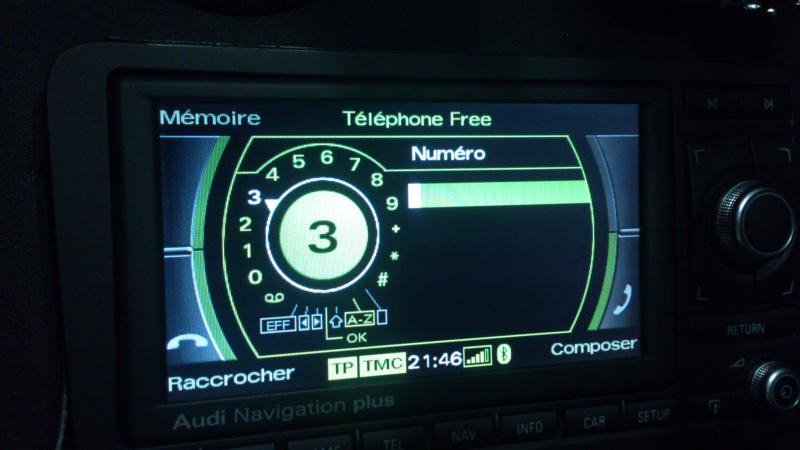 Mémoire
Téléphone Free
Numéro
0 1 2 3 4 5 6 7 8 9 + * #
3
EFF
A-Z
OK
TP TMC 21:46
Raccrocher
Composer
RETURN
Audi Navigation plus
TEL NAV INFO CAR SETUP